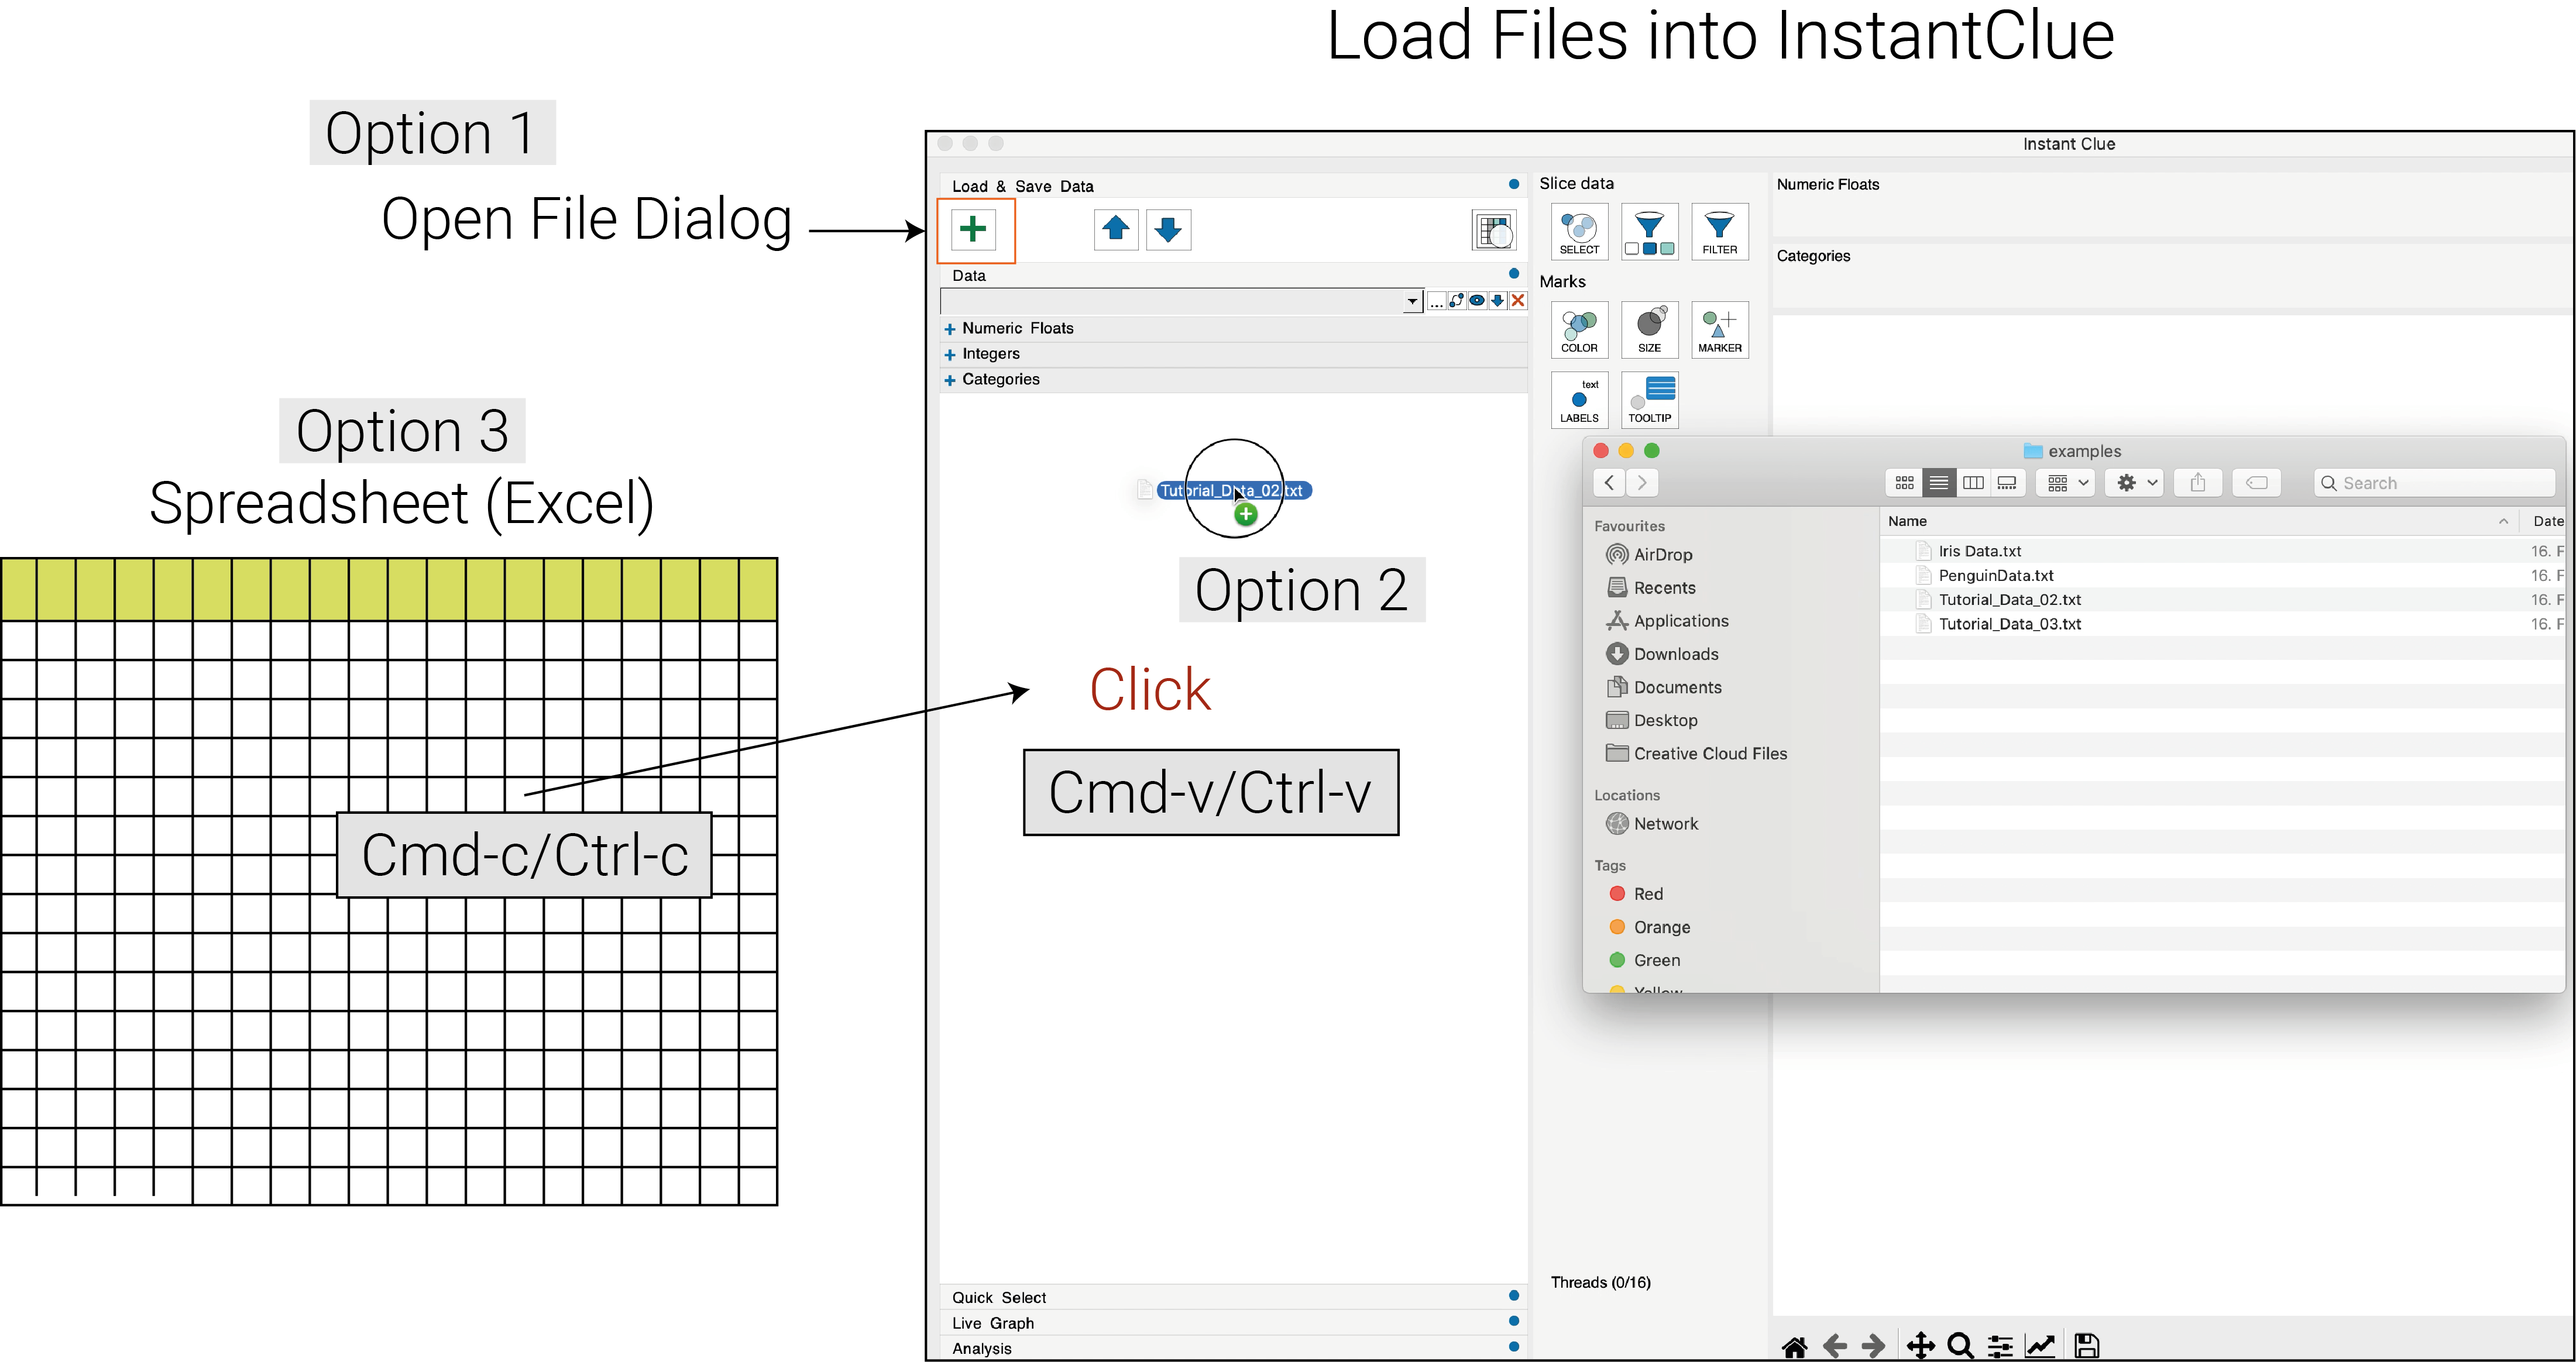 Load Files into InstantClue
Option 1
Open File Dialog
Option 3
Spreadsheet (Excel)
Cmd-c/Ctrl-c
Instant Clue
Load & Save Data
Data
...
Numeric Floats
Integers
Categories
Tutorial_Data_02.txt
Option 2
Click
Cmd-v/Ctrl-v
Quick Select
Live Graph
Analysis
Slice data
SELECT
FILTER
Marks
COLOR
SIZE
MARKER
text
LABELS
TOOLTIP
Threads (0/16)
Numeric Floats
Categories
examples
Search
Favourites
AirDrop
Recents
Applications
Downloads
Documents
Desktop
Creative Cloud Files
Locations
Network
Tags
Red
Orange
Green
Yellow
Name Date
Iris Data.txt 16. F
PenguinData.txt 16. F
Tutorial_Data_02.txt 16. F
Tutorial_Data_03.txt 16. F